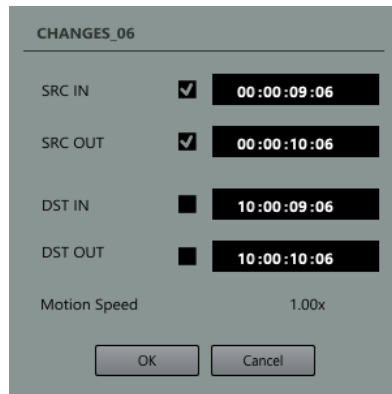 CHANGES_06
SRC IN 00:00:09:06
SRC OUT 00:00:10:06
DST IN 10:00:09:06
DST OUT 10:00:10:06
Motion Speed 1.00x
OK Cancel